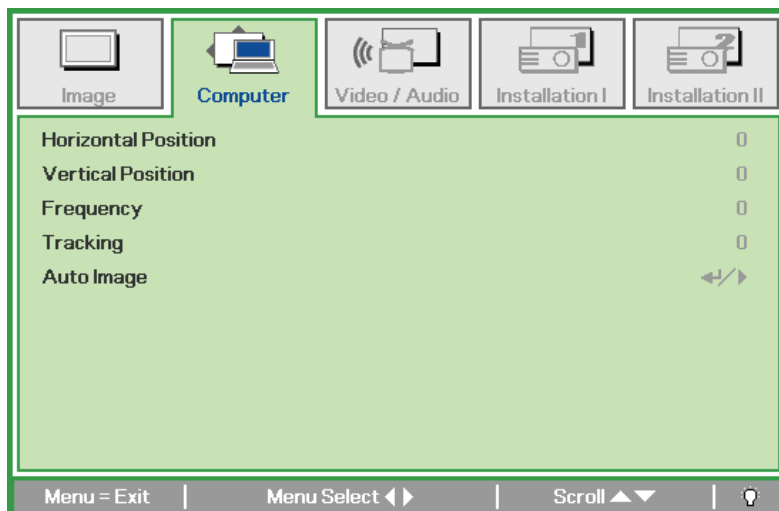 Image Computer Video / Audio Installation I Installation II
Horizontal Position 0
Vertical Position 0
Frequency 0
Tracking 0
Auto Image
Menu = Exit Menu Select Scroll